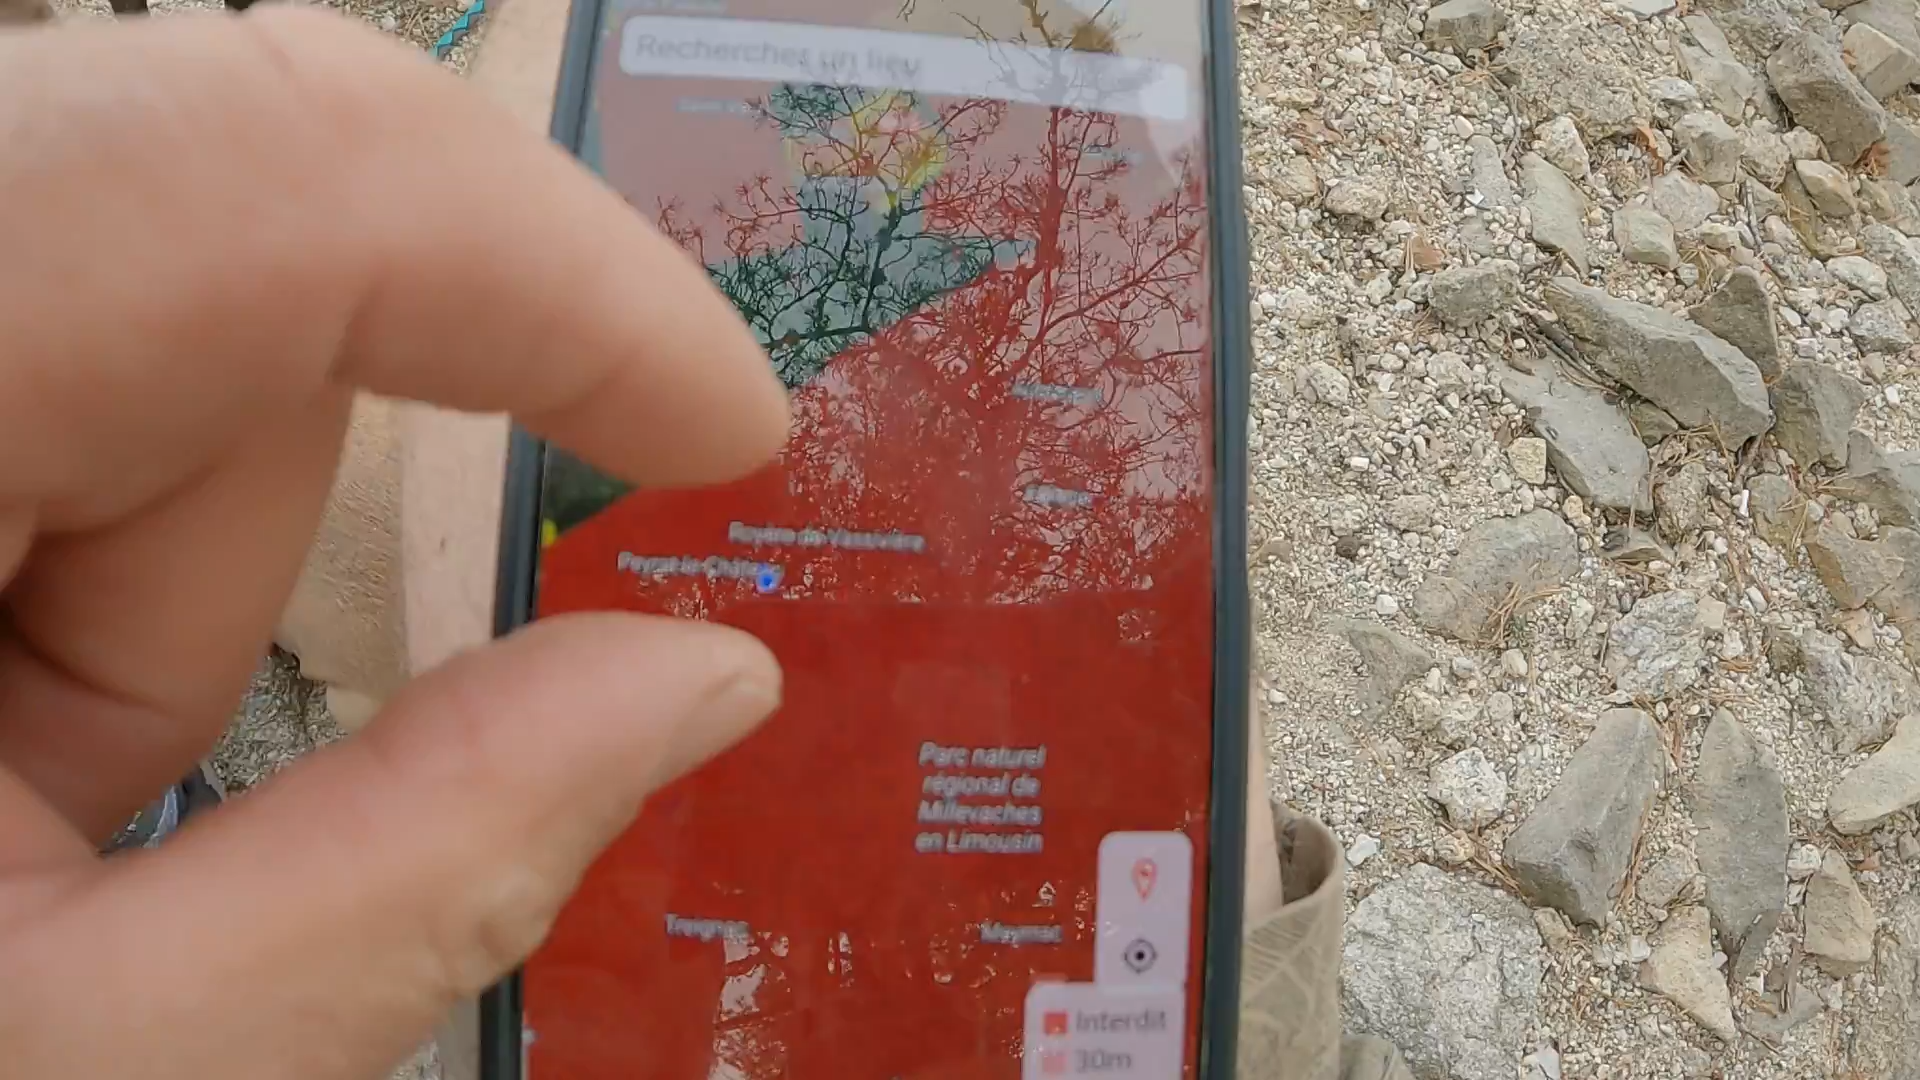 Rechercher un lieu
Royère-de-Vassivière
Peyrat-le-Château
Parc naturel
régional de
Millevaches
en Limousin
Treignac
Meymac
Interdit
30m